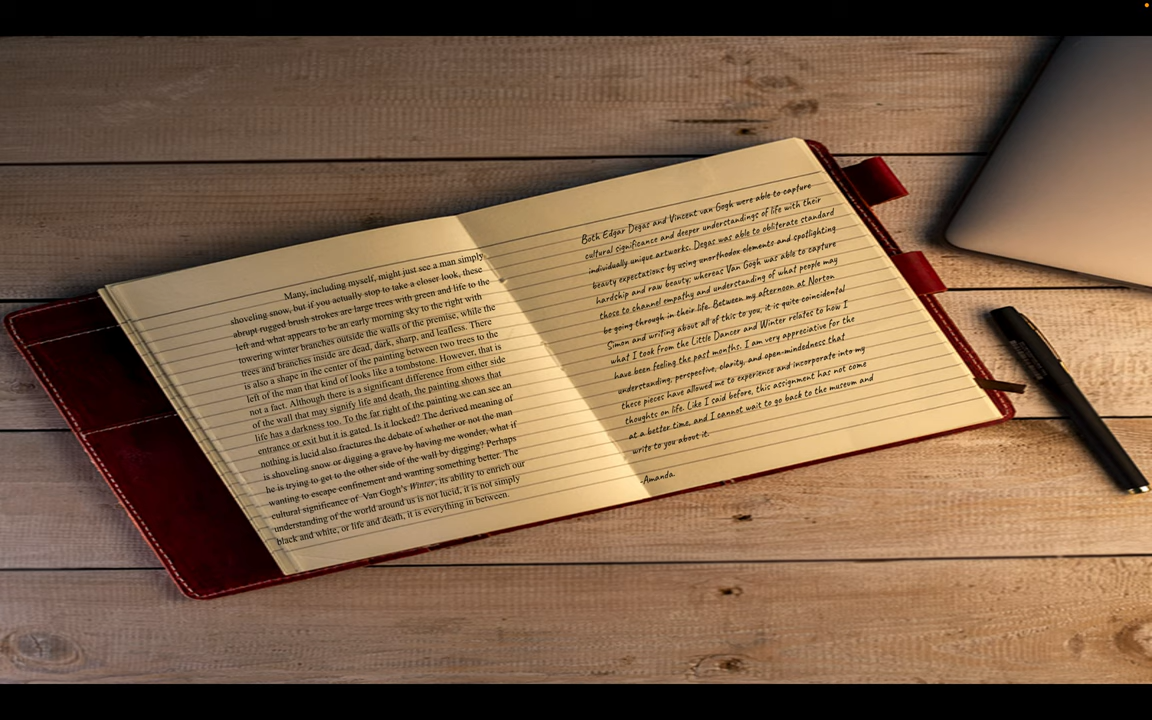 Many, including myself, might just see a man simply
shoveling snow, but if you actually stop to take a closer look, these
abrupt rugged brush strokes are large trees with green and life to the
left and what appears to be an early morning sky to the right with
towering winter branches outside the walls of the premise, while the
trees and branches inside are dead, dark, sharp, and leafless. There
is also a shape in the center of the painting between two trees to the
left of the man that kind of looks like a tombstone. However, that is
not a fact. Although there is a significant difference from either side
of the wall that may signify life and death, the painting shows that
life has a darkness too. To the far right of the painting we can see an
entrance or exit but it is gated. Is it locked? The derived meaning of
nothing is lucid also fractures the debate of whether or not the man
is shoveling snow or digging a grave by having me wonder, what if
he is trying to get to the other side of the wall by digging? Perhaps
wanting to escape confinement and wanting something better. The
cultural significance of Van Gogh's Winter, its ability to enrich our
understanding of the world around us is not lucid, it is not simply
black and white, or life and death, it is everything in between.
Both Edgar Degas and Vincent van Gogh were able to capture
cultural significance and deeper understandings of life with their
individually unique artworks. Degas was able to obliterate standard
beauty expectations by using unorthodox elements and spotlighting
hardship and raw beauty; whereas Van Gogh was able to capture
those to channel empathy and understanding of what people may
be going through in their life. Between my afternoon at Norton
Simon and writing about all of this to you, it is quite coincidental
what I took from the Little Dancer and Winter relates to how I
have been feeling the past months. I am very appreciative for the
understanding, perspective, clarity, and open-mindedness that
these pieces have allowed me to experience and incorporate into my
thoughts on life. Like I said before, this assignment has not come
at a better time, and I cannot wait to go back to the museum and
write to you about it.
-Amanda.